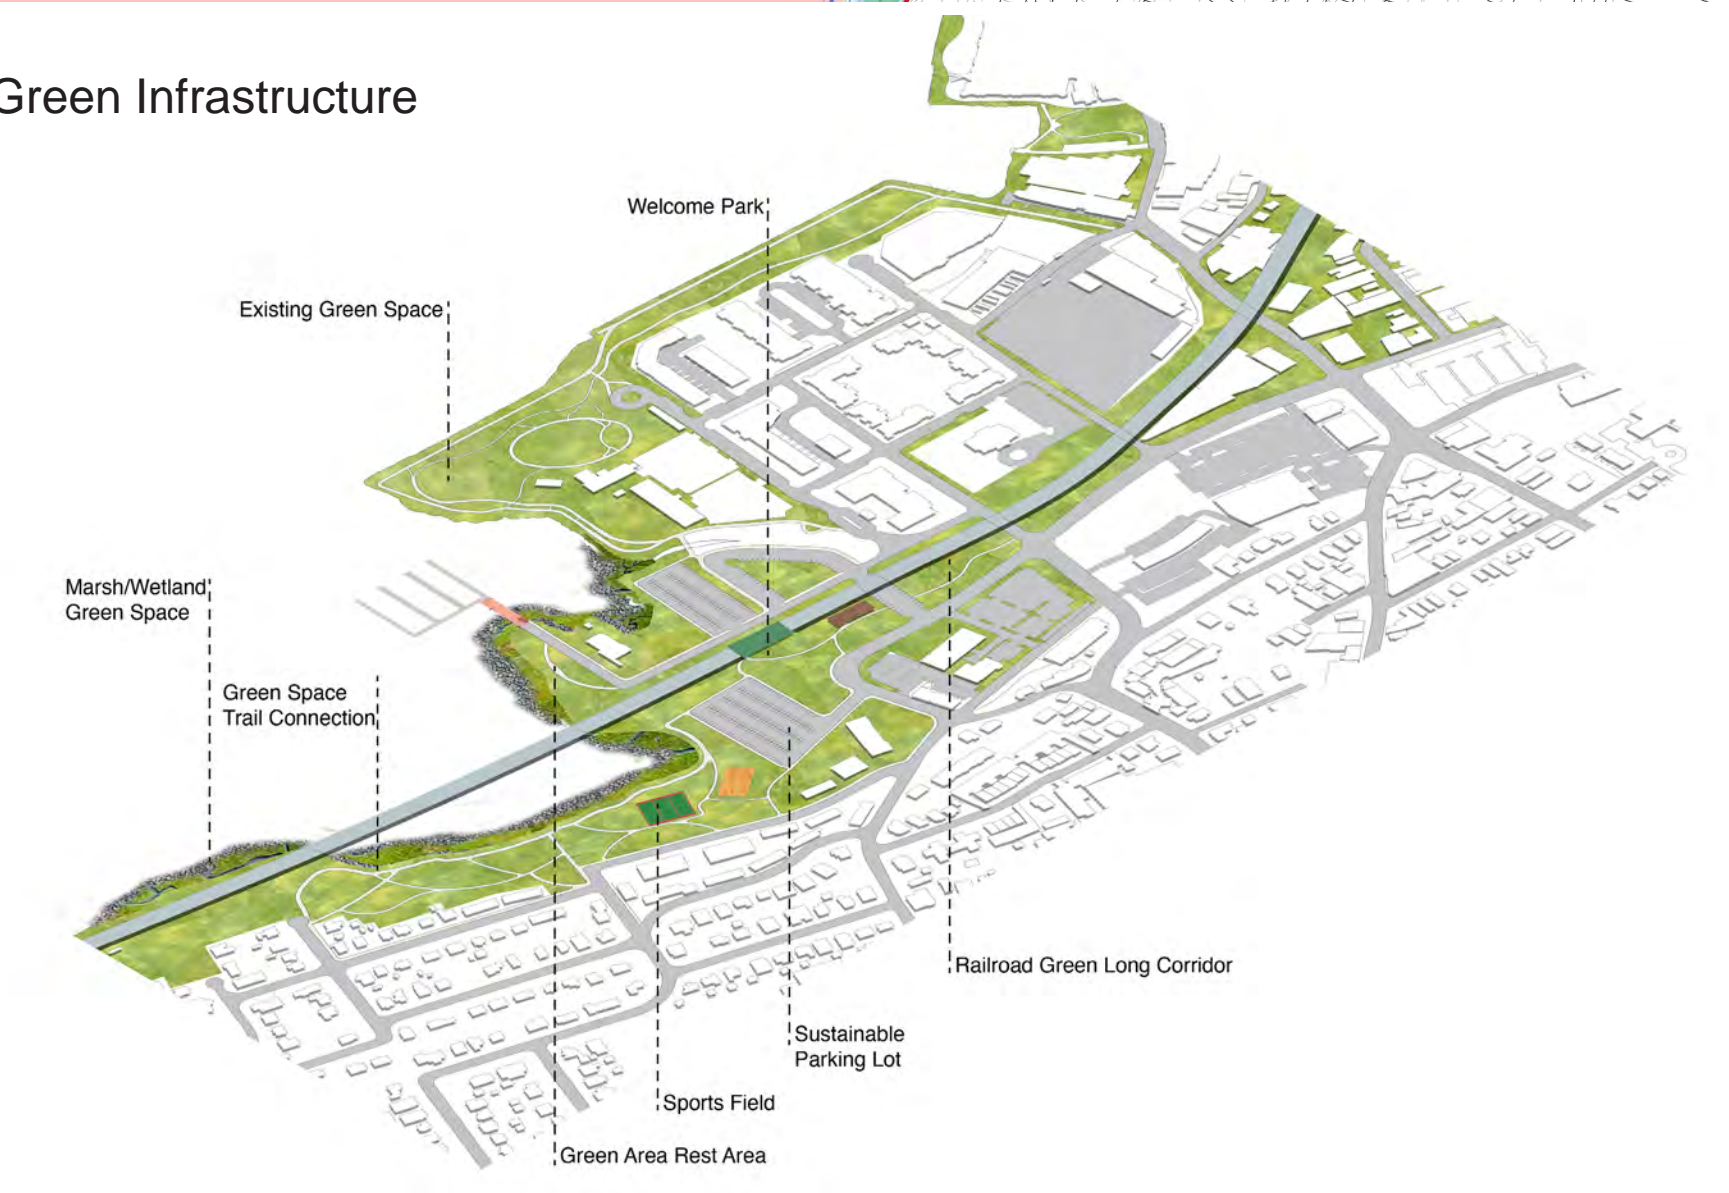 Green Infrastructure
Welcome Park
Existing Green Space
Marsh/Wetland
Green Space
Green Space
Trail Connection
Railroad Green Long Corridor
Sustainable
Parking Lot
Sports Field
Green Area Rest Area